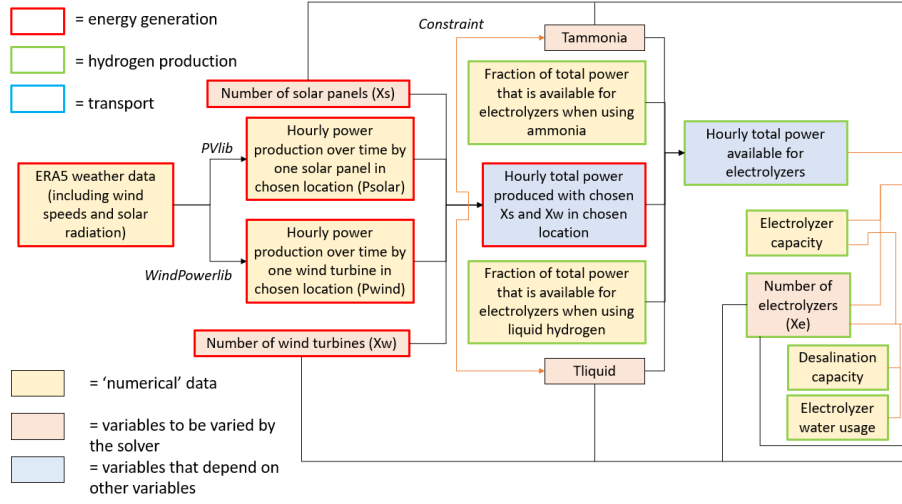 = energy generation
= hydrogen production
= transport
Constraint
Tammonia
Number of solar panels (Xs)
Fraction of total power
that is available for
electrolyzers when using
ammonia
PVlib
Hourly power
production over time by
one solar panel in
chosen location (Psolar)
Hourly total power
available for
electrolyzers
ERA5 weather data
(including wind
speeds and solar
radiation)
Hourly total power
produced with chosen
Xs and Xw in chosen
location
WindPowerlib
Hourly power
production over time by
one wind turbine in
chosen location (Pwind)
Electrolyzer
capacity
Fraction of total power
that is available for
electrolyzers when using
liquid hydrogen
Number of
electrolyzers
(Xe)
Number of wind turbines (Xw)
Tliquid
Desalination
capacity
Electrolyzer
water usage
= ‘numerical’ data
= variables to be varied by
the solver
= variables that depend on
other variables